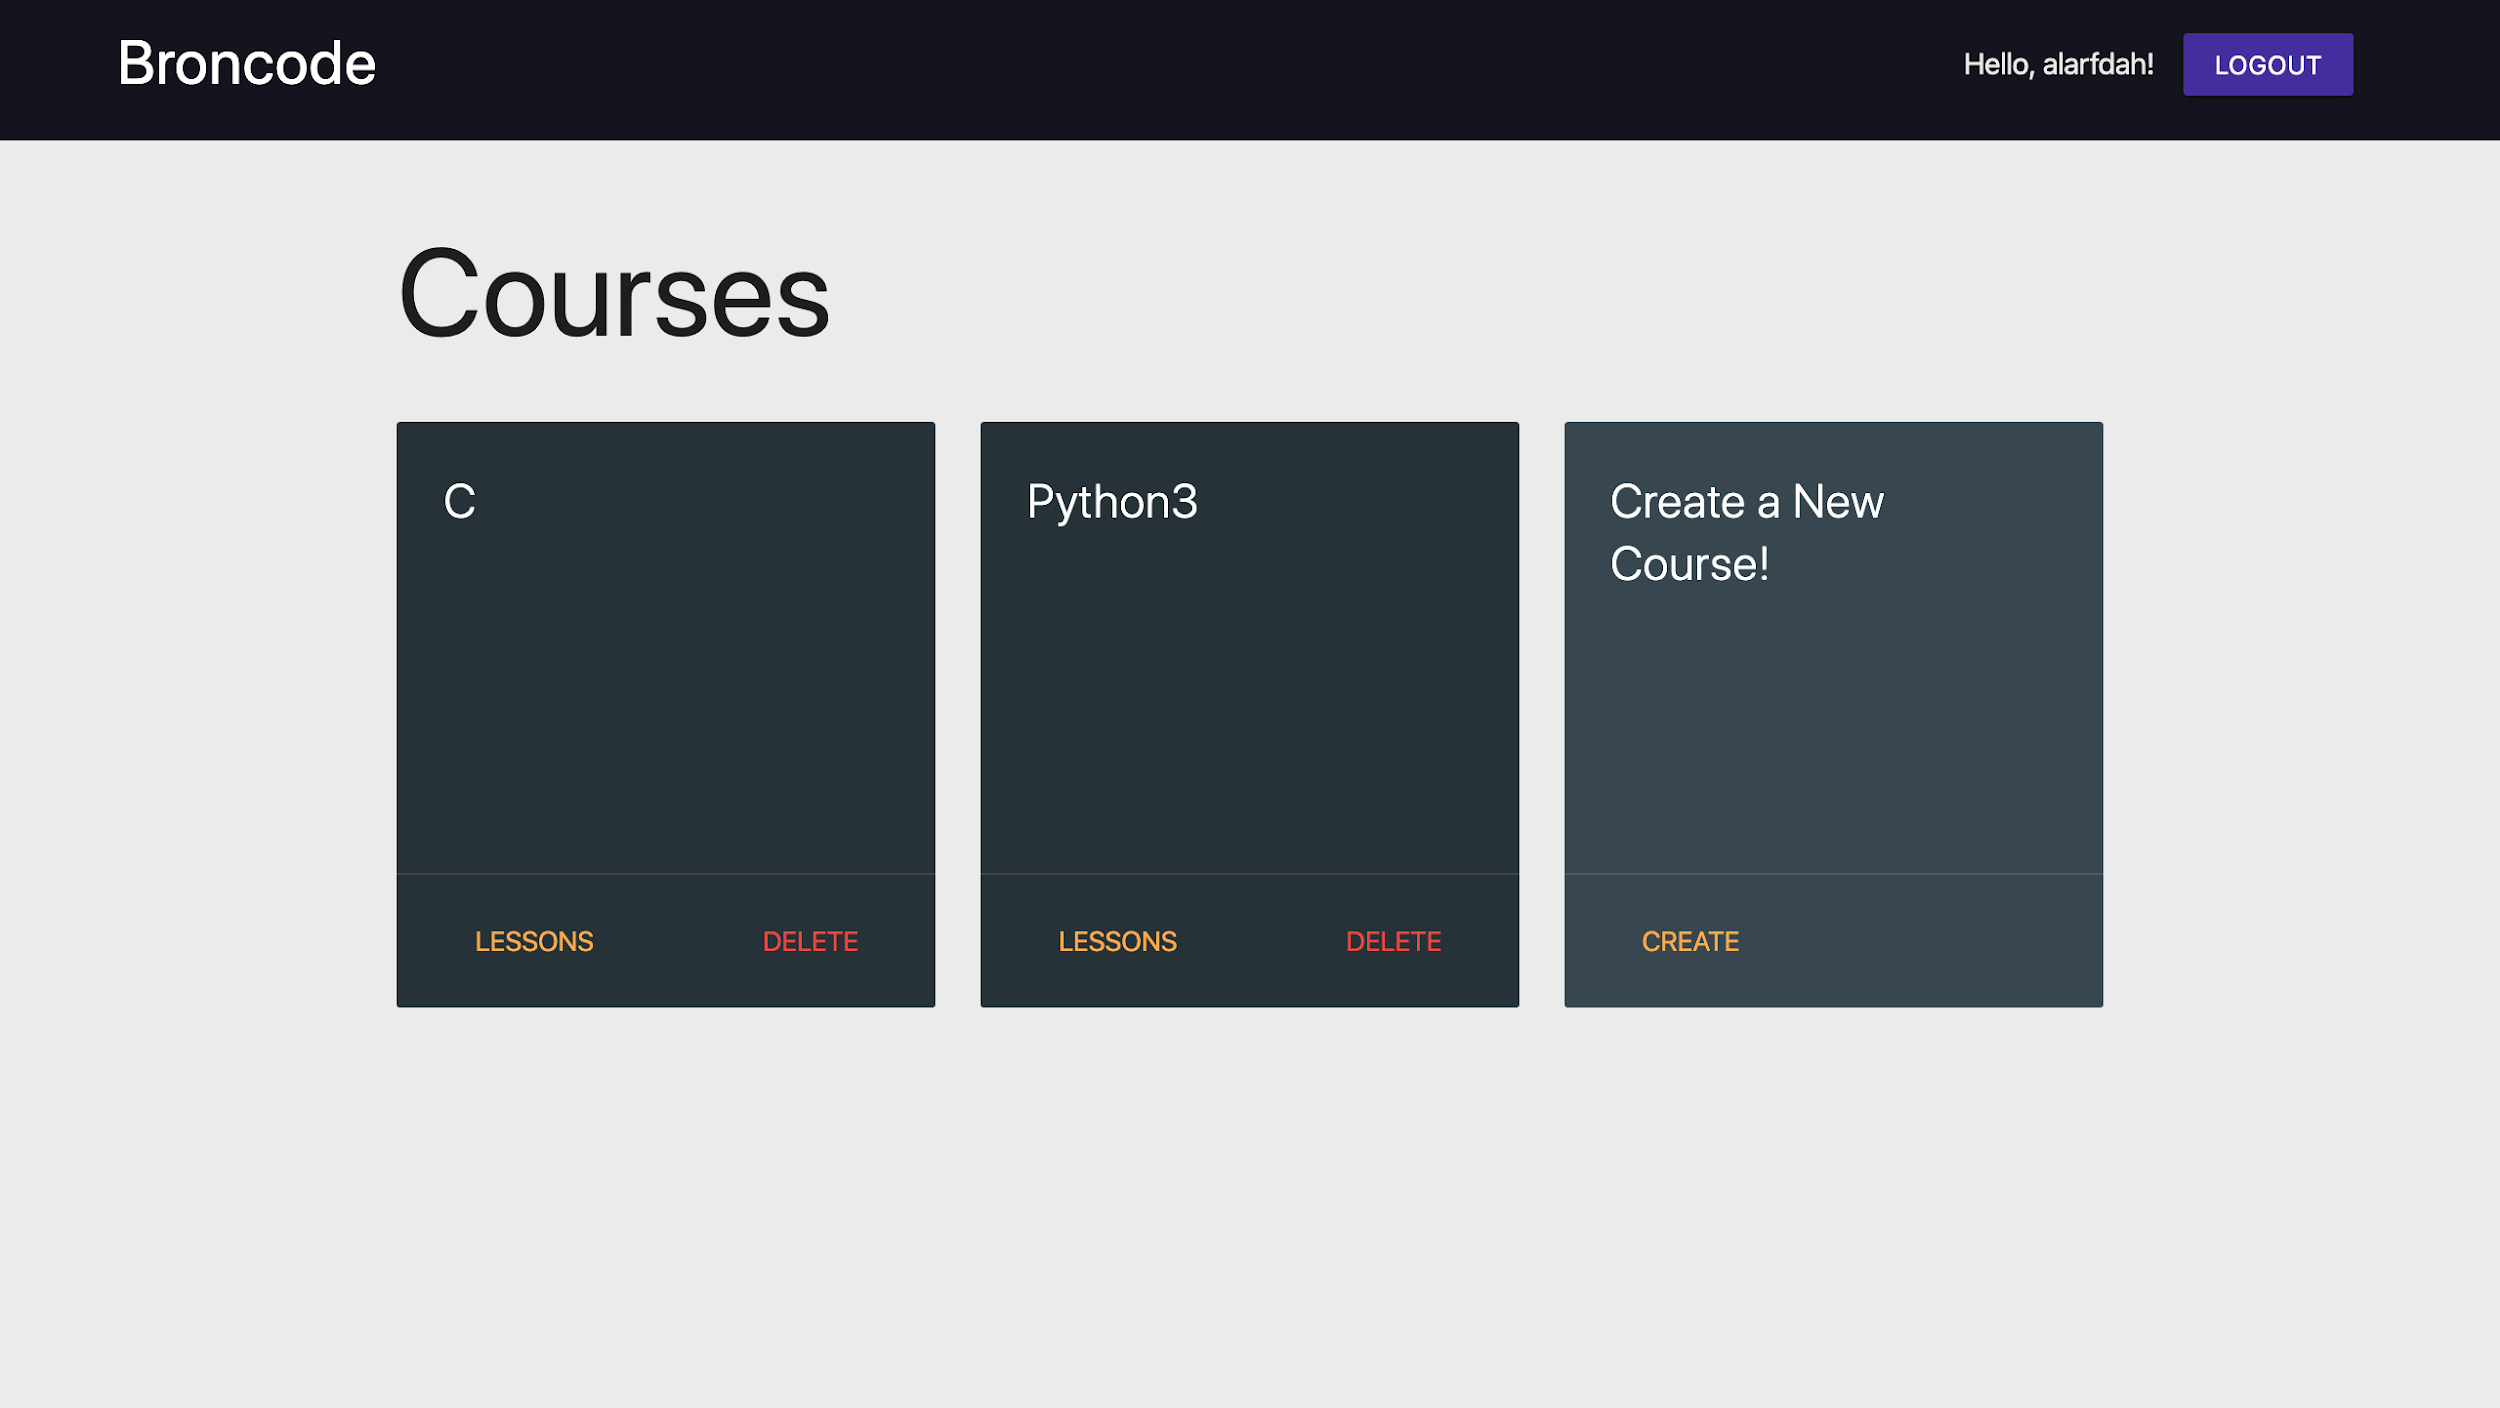 Broncode
Hello, alarfdah!
LOGOUT
Courses
C
LESSONS
DELETE
Python3
LESSONS
DELETE
Create a New
Course!
CREATE